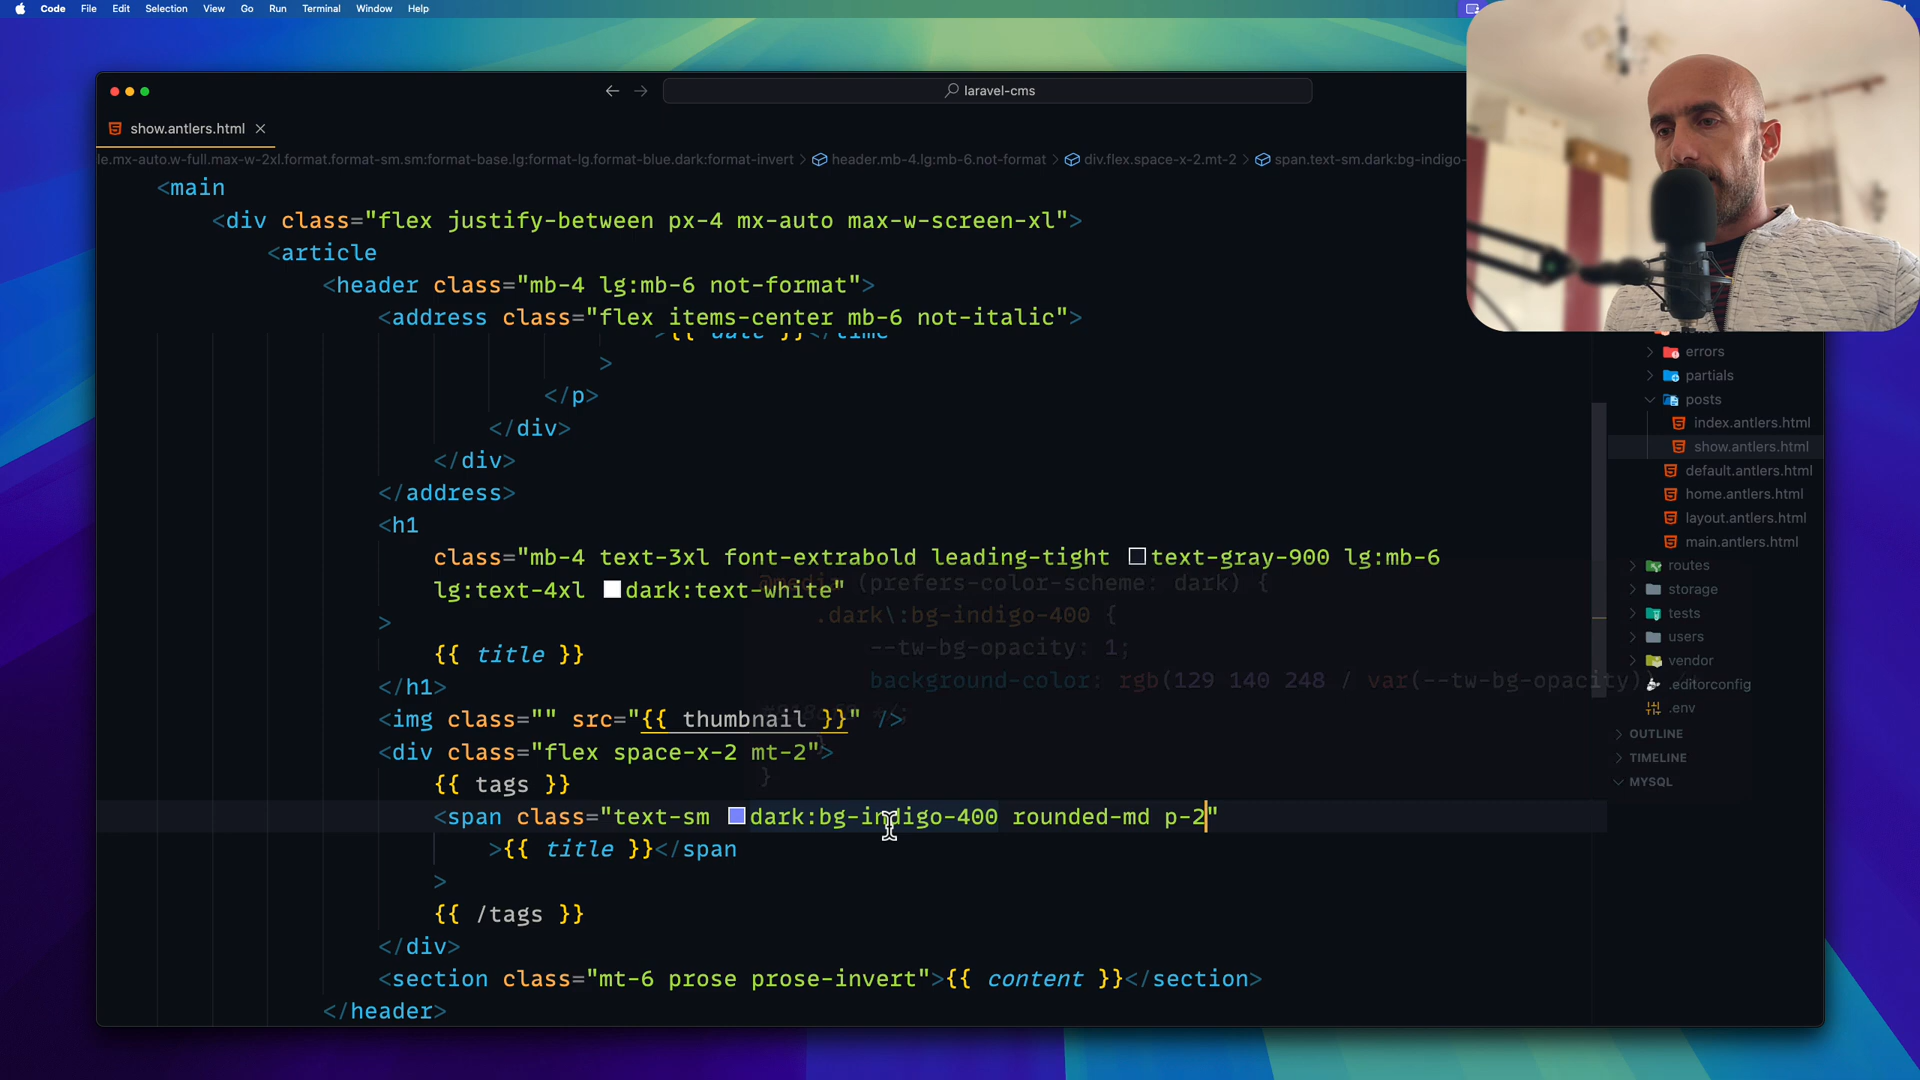 Code File Edit Selection View Go Run Terminal Window Help
laravel-cms
show.antlers.html
le.mx-auto.w-full.max-w-2xl.format.format-sm.sm:format-base.lg:format-lg.format-blue.dark:format-invert > header.mb-4.lg:mb-6.not-format > div.flex.space-x-2.mt-2 > span.text-sm.dark:bg-indigo-
<main
<div class="flex justify-between px-4 mx-auto max-w-screen-xl">
<article
<header class="mb-4 lg:mb-6 not-format">
<address class="flex items-center mb-6 not-italic">
>{{ date }}</time
>
</p>
</div>
</div>
</address>
<h1
class="mb-4 text-3xl font-extrabold leading-tight text-gray-900 lg:mb-6
lg:text-4xl dark:text-white"
>
{{ title }}
</h1>
<img class="" src="{{ thumbnail }}" />
<div class="flex space-x-2 mt-2">
{{ tags }}
<span class="text-sm dark:bg-indigo-400 rounded-md p-2"
>{{ title }}</span
>
{{ /tags }}
</div>
<section class="mt-6 prose prose-invert">{{ content }}</section>
</header>
@media (prefers-color-scheme: dark) {
.dark\:bg-indigo-400 {
--tw-bg-opacity: 1;
background-color: rgb(129 140 248 / var(--tw-bg-opacity))
}
}
errors
partials
posts
index.antlers.html
show.antlers.html
default.antlers.html
home.antlers.html
layout.antlers.html
main.antlers.html
routes
storage
tests
users
vendor
.editorconfig
.env
OUTLINE
TIMELINE
MYSQL